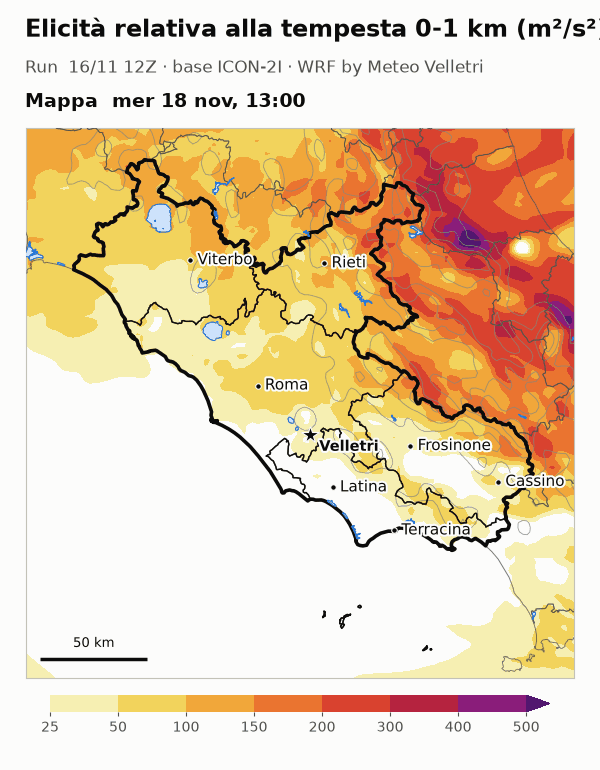 Elicità relativa alla tempesta 0-1 km (m²/s²)
Run 16/11 12Z · base ICON-2I · WRF by Meteo Velletri
Mappa mer 18 nov, 13:00
Viterbo
Rieti
Roma
Velletri
Frosinone
Latina
Cassino
Terracina
50 km
25 50 100 150 200 300 400 500